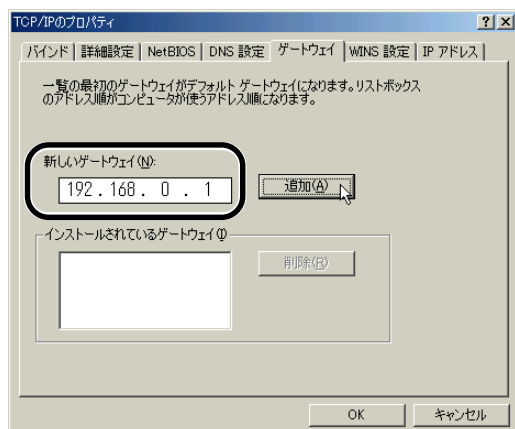 TCP/IPのプロパティ
? ×
バインド 詳細設定 NetBIOS DNS 設定 ゲートウェイ WINS 設定 IP アドレス
一覧の最初のゲートウェイがデフォルト ゲートウェイになります。リストボックス
のアドレス順がコンピュータが使うアドレス順になります。
新しいゲートウェイ(N):
192.168. 0 . 1
追加(A)
インストールされているゲートウェイ(I)
削除(R)
OK キャンセル